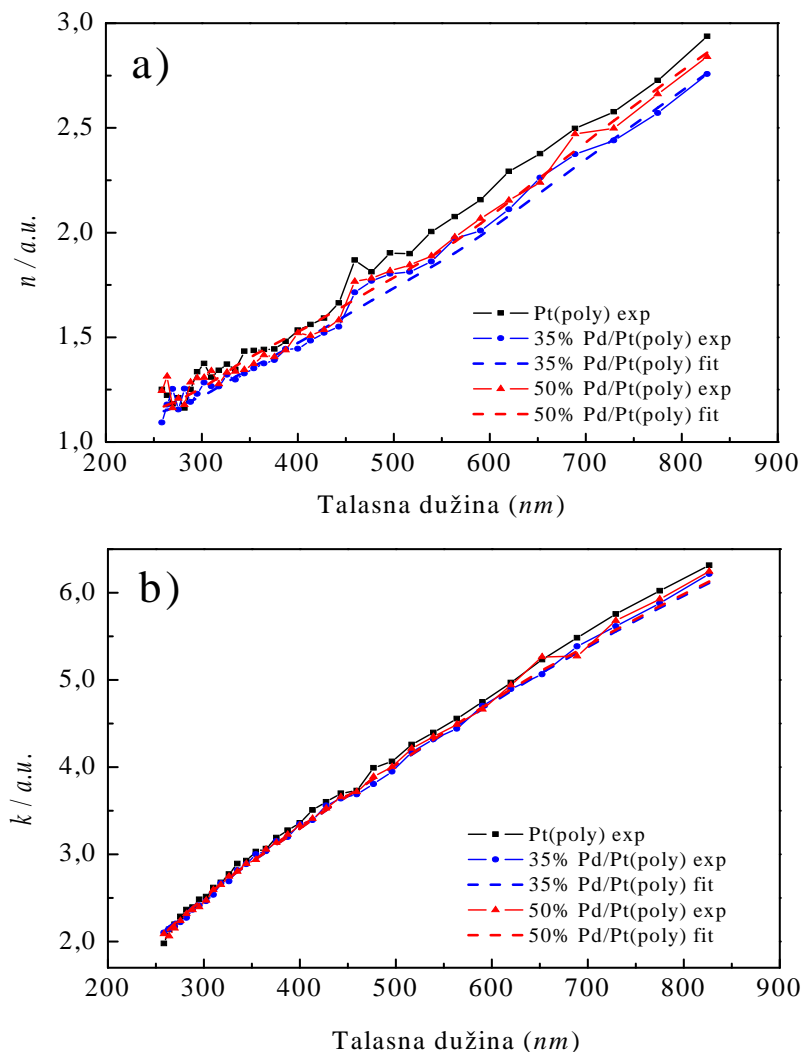 a)
3,0
2,5
2,0
1,5
1,0
n / a.u.
Pt(poly) exp
35% Pd/Pt(poly) exp
35% Pd/Pt(poly) fit
50% Pd/Pt(poly) exp
50% Pd/Pt(poly) fit
200 300 400 500 600 700 800 900
Talasna dužina (nm)
b)
6,0
5,0
4,0
3,0
2,0
k / a.u.
Pt(poly) exp
35% Pd/Pt(poly) exp
35% Pd/Pt(poly) fit
50% Pd/Pt(poly) exp
50% Pd/Pt(poly) fit
200 300 400 500 600 700 800 900
Talasna dužina (nm)